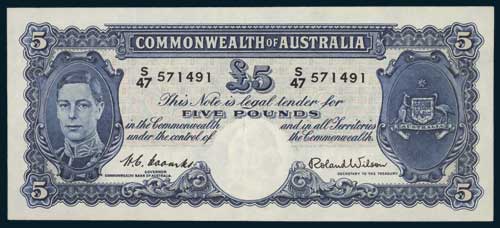 5 COMMONWEALTH OF AUSTRALIA 5
S/47 571491 £5 S/47 571491
This Note is legal tender for
FIVE POUNDS
in the Commonwealth and in all Territories
under the control of the Commonwealth.
AUSTRALIA
H.C. Coombs Roland Wilson
GOVERNOR SECRETARY TO THE TREASURY
COMMONWEALTH BANK OF AUSTRALIA
5 5